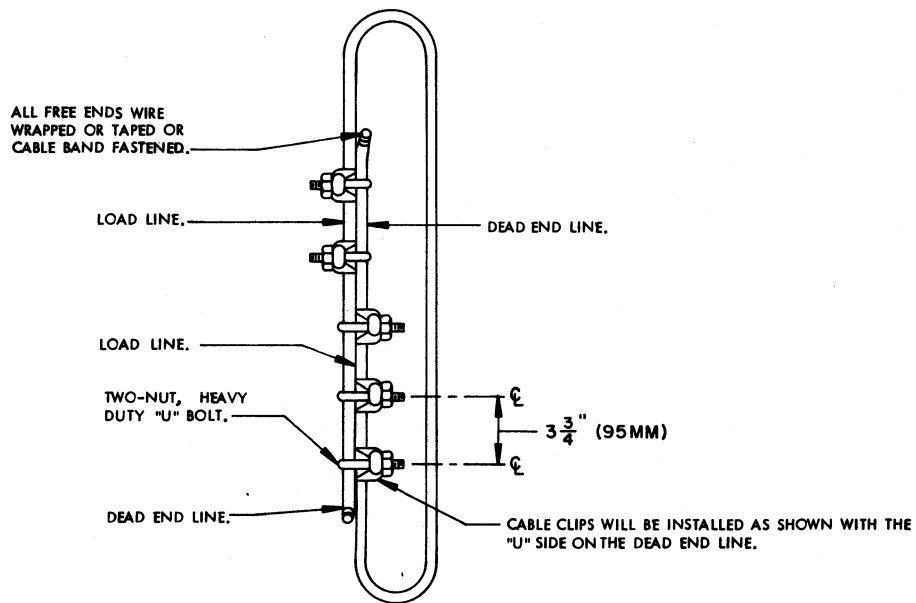 ALL FREE ENDS WIRE
WRAPPED OR TAPED OR
CABLE BAND FASTENED.
LOAD LINE.
DEAD END LINE.
LOAD LINE.
TWO-NUT, HEAVY
DUTY "U" BOLT.
℄
3 3/4" (95MM)
℄
DEAD END LINE.
CABLE CLIPS WILL BE INSTALLED AS SHOWN WITH THE
"U" SIDE ON THE DEAD END LINE.